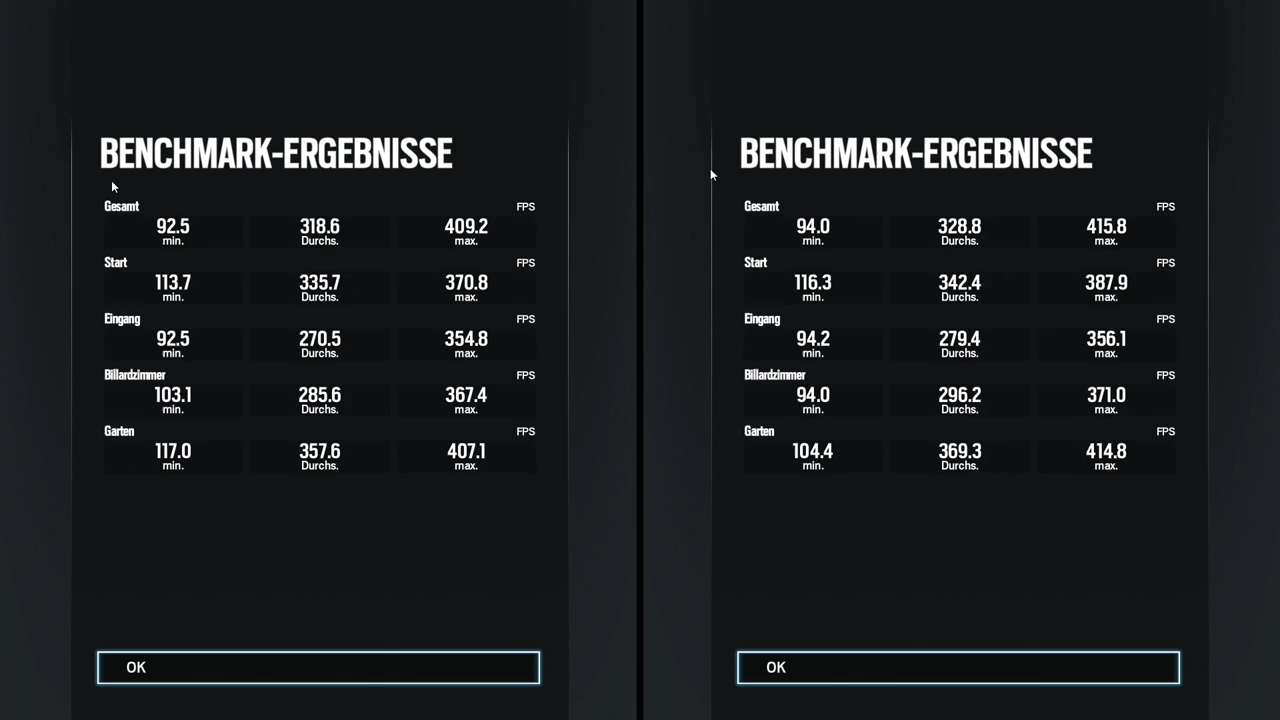 BENCHMARK-ERGEBNISSE
Gesamt FPS
92.5 318.6 409.2
min. Durchs. max.
Start FPS
113.7 335.7 370.8
min. Durchs. max.
Eingang FPS
92.5 270.5 354.8
min. Durchs. max.
Billardzimmer FPS
103.1 285.6 367.4
min. Durchs. max.
Garten FPS
117.0 357.6 407.1
min. Durchs. max.
OK
BENCHMARK-ERGEBNISSE
Gesamt FPS
94.0 328.8 415.8
min. Durchs. max.
Start FPS
116.3 342.4 387.9
min. Durchs. max.
Eingang FPS
94.2 279.4 356.1
min. Durchs. max.
Billardzimmer FPS
94.0 296.2 371.0
min. Durchs. max.
Garten FPS
104.4 369.3 414.8
min. Durchs. max.
OK